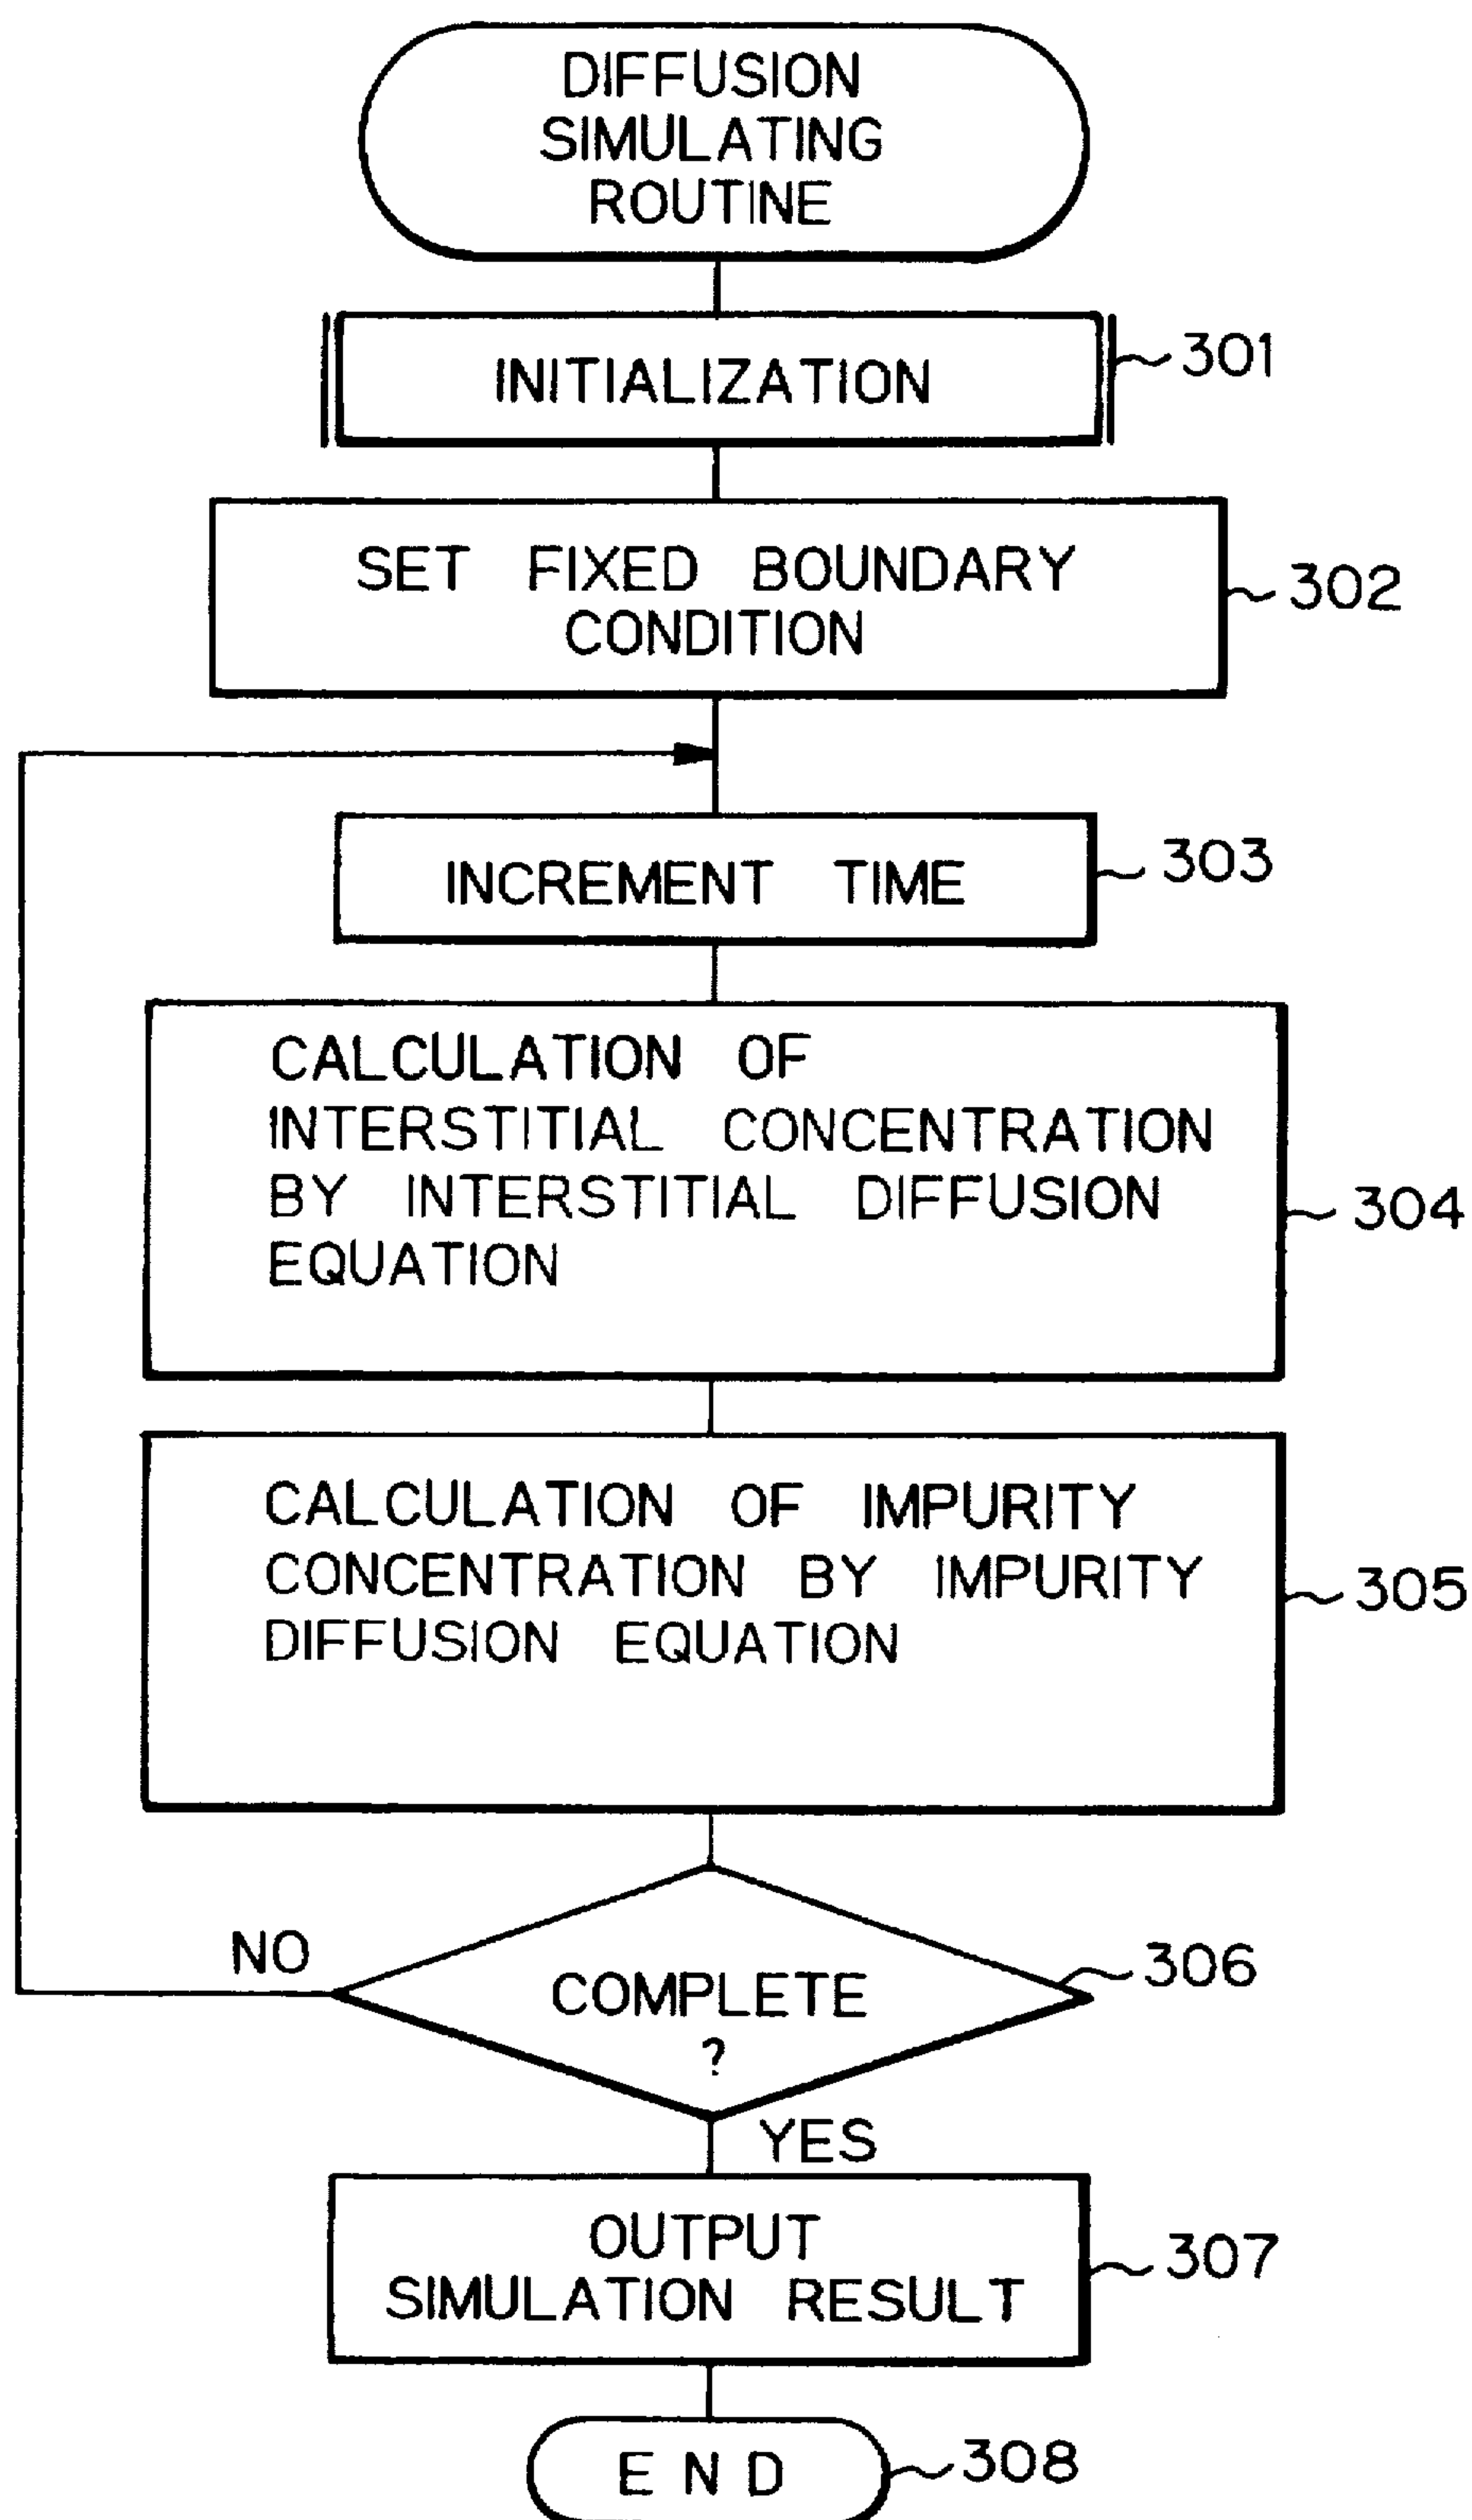 DIFFUSION
SIMULATING
ROUTINE
INITIALIZATION
301
SET FIXED BOUNDARY
CONDITION
302
INCREMENT TIME
303
CALCULATION OF
INTERSTITIAL CONCENTRATION
BY INTERSTITIAL DIFFUSION
EQUATION
304
CALCULATION OF IMPURITY
CONCENTRATION BY IMPURITY
DIFFUSION EQUATION
305
NO
COMPLETE
?
306
YES
OUTPUT
SIMULATION RESULT
307
END
308